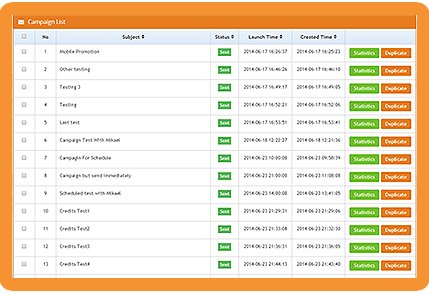 Campaign List
No Subject Status Launch Time Created Time
1 Mobile Promotion Sent 2014-06-17 16:26:37 2014-06-17 16:25:23 Statistics Duplicate
2 Other testing Sent 2014-06-17 16:46:26 2014-06-17 16:46:10 Statistics Duplicate
3 Testing 3 Sent 2014-06-17 16:49:17 2014-06-17 16:49:05 Statistics Duplicate
4 Testing Sent 2014-06-17 16:52:21 2014-06-17 16:52:06 Statistics Duplicate
5 Last test Sent 2014-06-17 16:53:51 2014-06-17 16:53:41 Statistics Duplicate
6 Campaign Test With Mikael Sent 2014-06-18 12:22:27 2014-06-18 12:21:36 Statistics Duplicate
7 Campaign For Schedule Sent 2014-06-23 10:00:00 2014-06-23 09:58:39 Statistics Duplicate
8 Campaign but send immediately Sent 2014-06-23 21:00:00 2014-06-23 11:08:08 Statistics Duplicate
9 Scheduled test with Mikael Sent 2014-06-23 14:00:00 2014-06-23 13:41:05 Statistics Duplicate
10 Credits Test1 Sent 2014-06-23 21:29:31 2014-06-23 21:29:06 Statistics Duplicate
11 Credits Test2 Sent 2014-06-23 21:33:08 2014-06-23 21:32:30 Statistics Duplicate
12 Credits Test3 Sent 2014-06-23 21:36:31 2014-06-23 21:36:05 Statistics Duplicate
13 Credits Test4 Sent 2014-06-23 21:44:13 2014-06-23 21:43:40 Statistics Duplicate